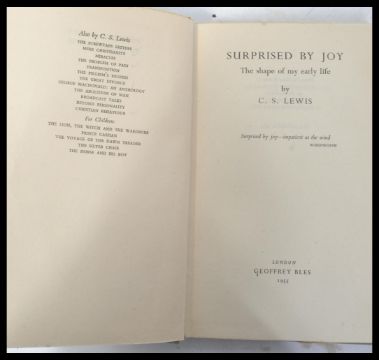 Also by C. S. Lewis
THE SCREWTAPE LETTERS
MERE CHRISTIANITY
MIRACLES
THE PROBLEM OF PAIN
TRANSPOSITION
THE PILGRIM'S REGRESS
THE GREAT DIVORCE
GEORGE MACDONALD: AN ANTHOLOGY
THE ABOLITION OF MAN
BROADCAST TALKS
BEYOND PERSONALITY
CHRISTIAN BEHAVIOUR
For Children
THE LION, THE WITCH AND THE WARDROBE
PRINCE CASPIAN
THE VOYAGE OF THE DAWN TREADER
THE SILVER CHAIR
THE HORSE AND HIS BOY
SURPRISED BY JOY
The shape of my early life
by
C. S. LEWIS
Surprised by joy—impatient as the wind
WORDSWORTH
LONDON
GEOFFREY BLES
1955